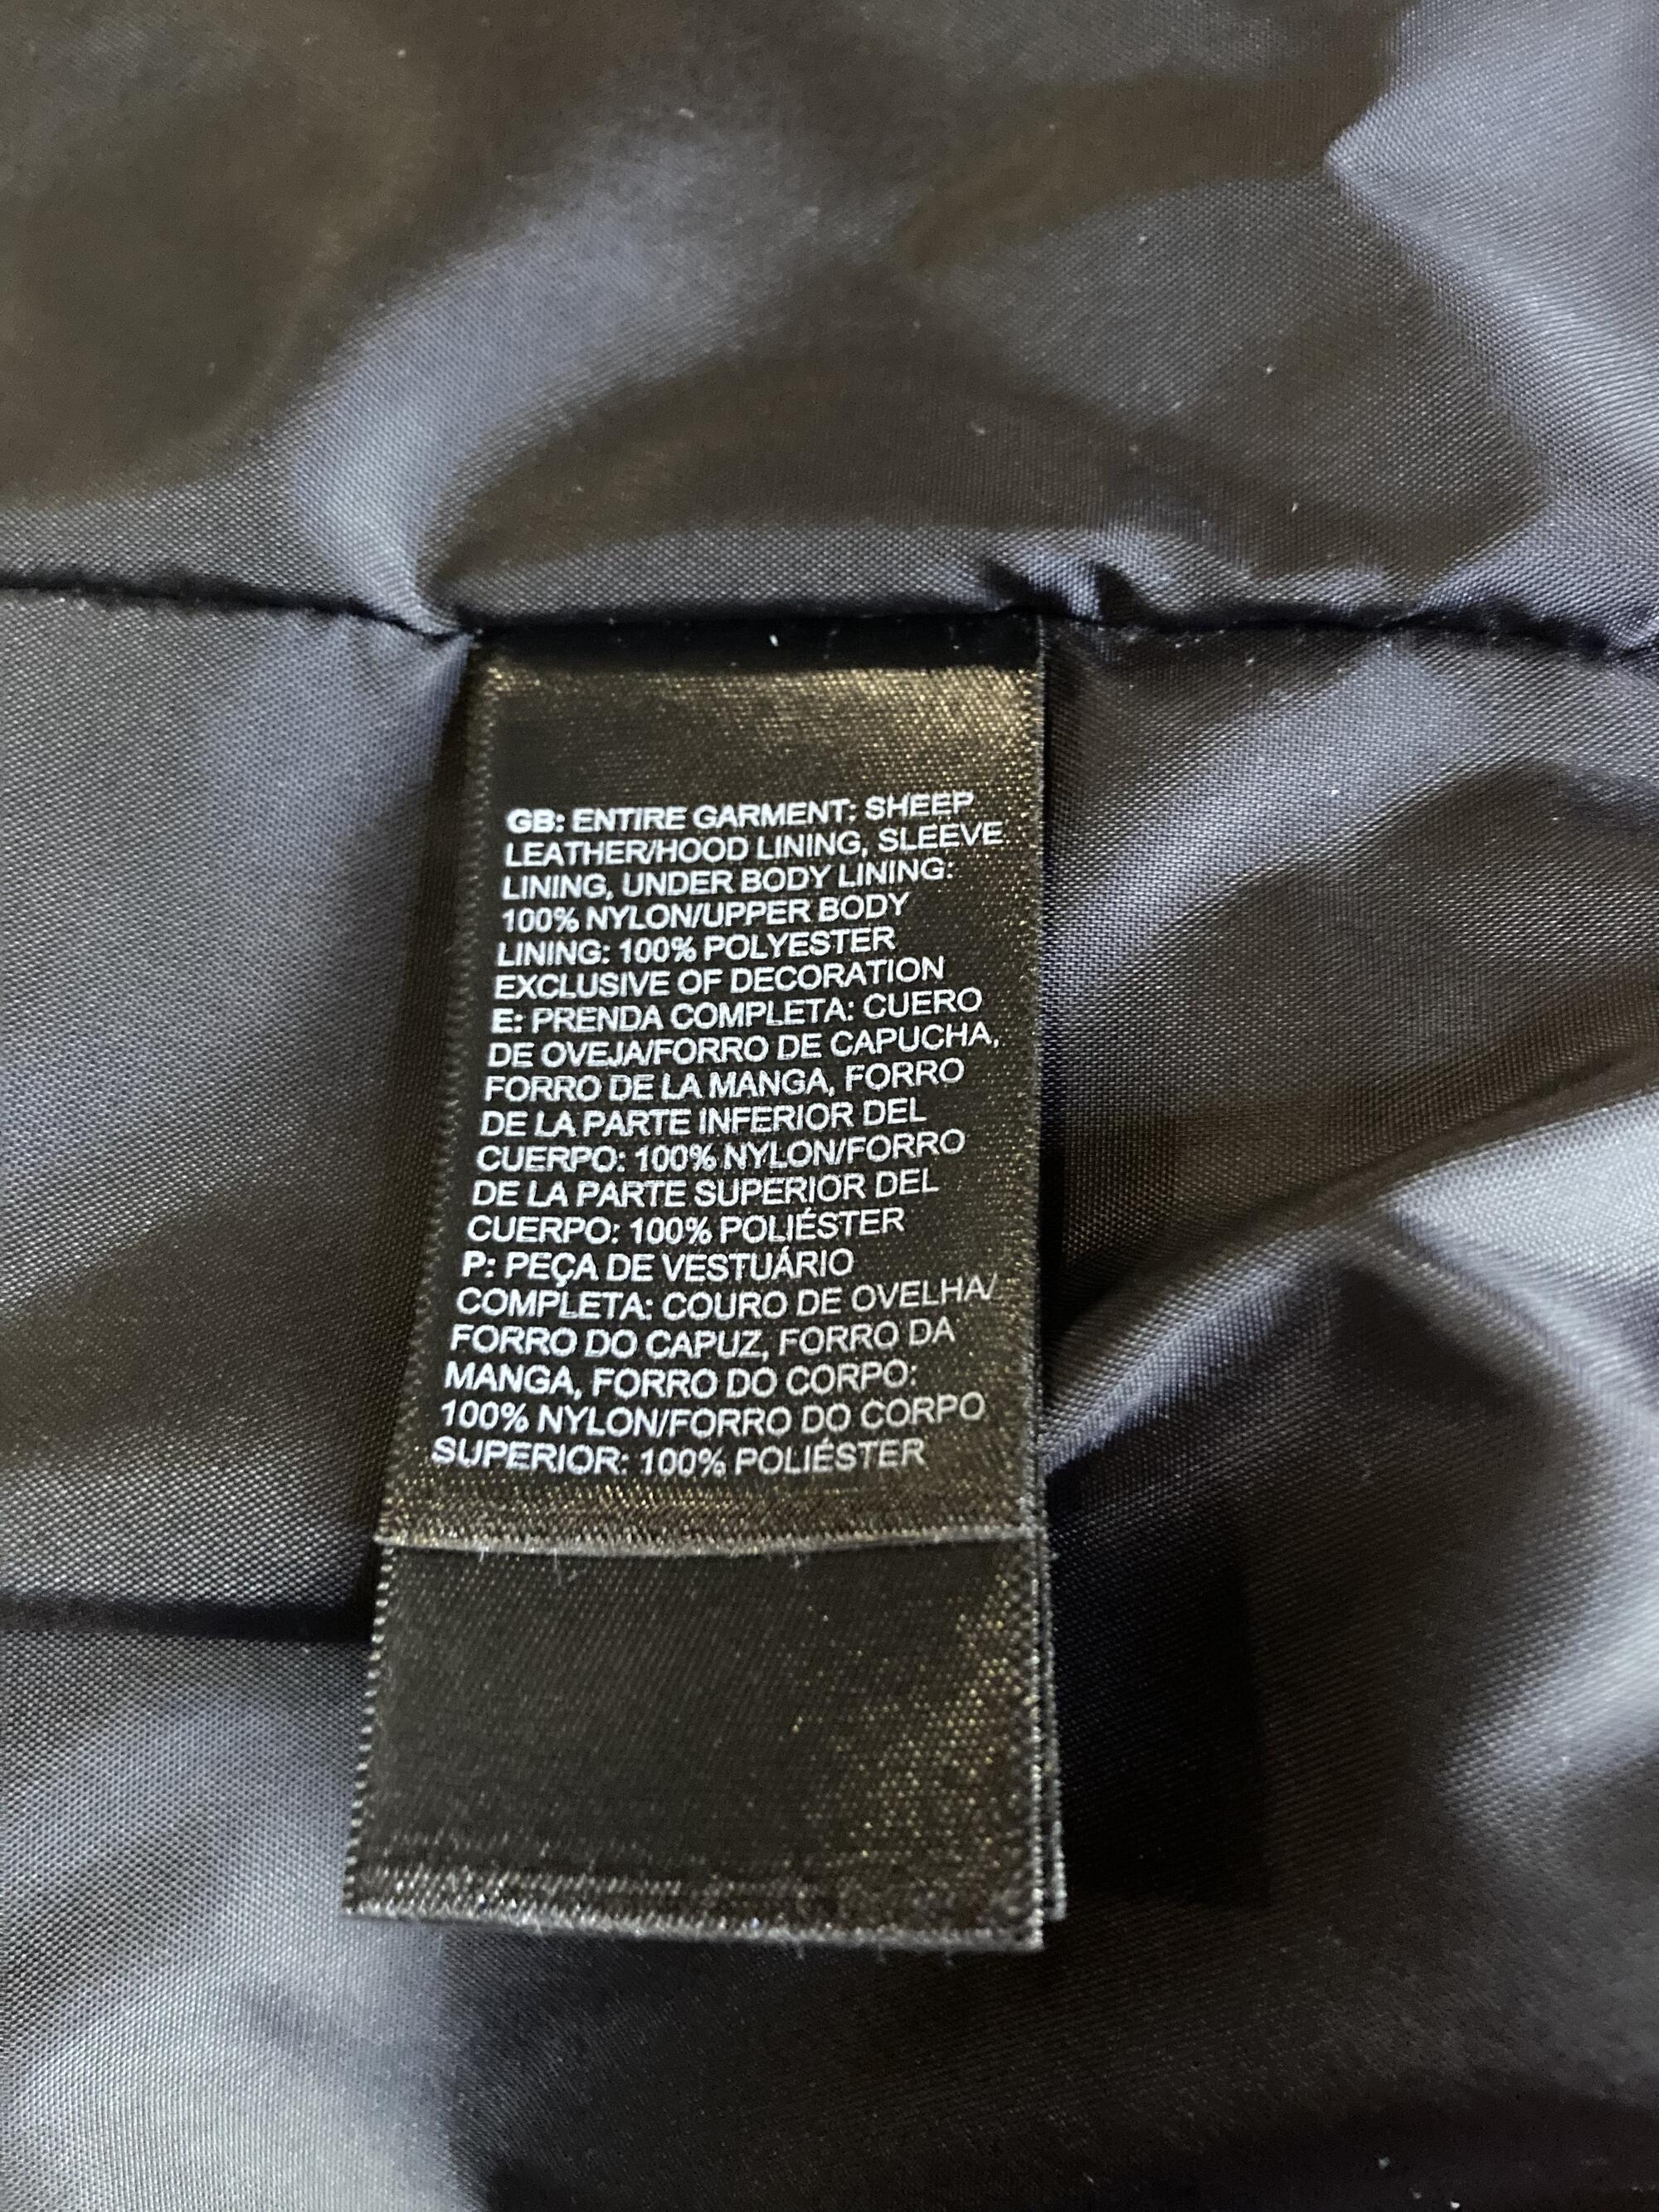 GB: ENTIRE GARMENT: SHEEP
LEATHER/HOOD LINING, SLEEVE
LINING, UNDER BODY LINING:
100% NYLON/UPPER BODY
LINING: 100% POLYESTER
EXCLUSIVE OF DECORATION
E: PRENDA COMPLETA: CUERO
DE OVEJA/FORRO DE CAPUCHA,
FORRO DE LA MANGA, FORRO
DE LA PARTE INFERIOR DEL
CUERPO: 100% NYLON/FORRO
DE LA PARTE SUPERIOR DEL
CUERPO: 100% POLIÉSTER
P: PEÇA DE VESTUÁRIO
COMPLETA: COURO DE OVELHA/
FORRO DO CAPUZ, FORRO DA
MANGA, FORRO DO CORPO:
100% NYLON/FORRO DO CORPO
SUPERIOR: 100% POLIÉSTER